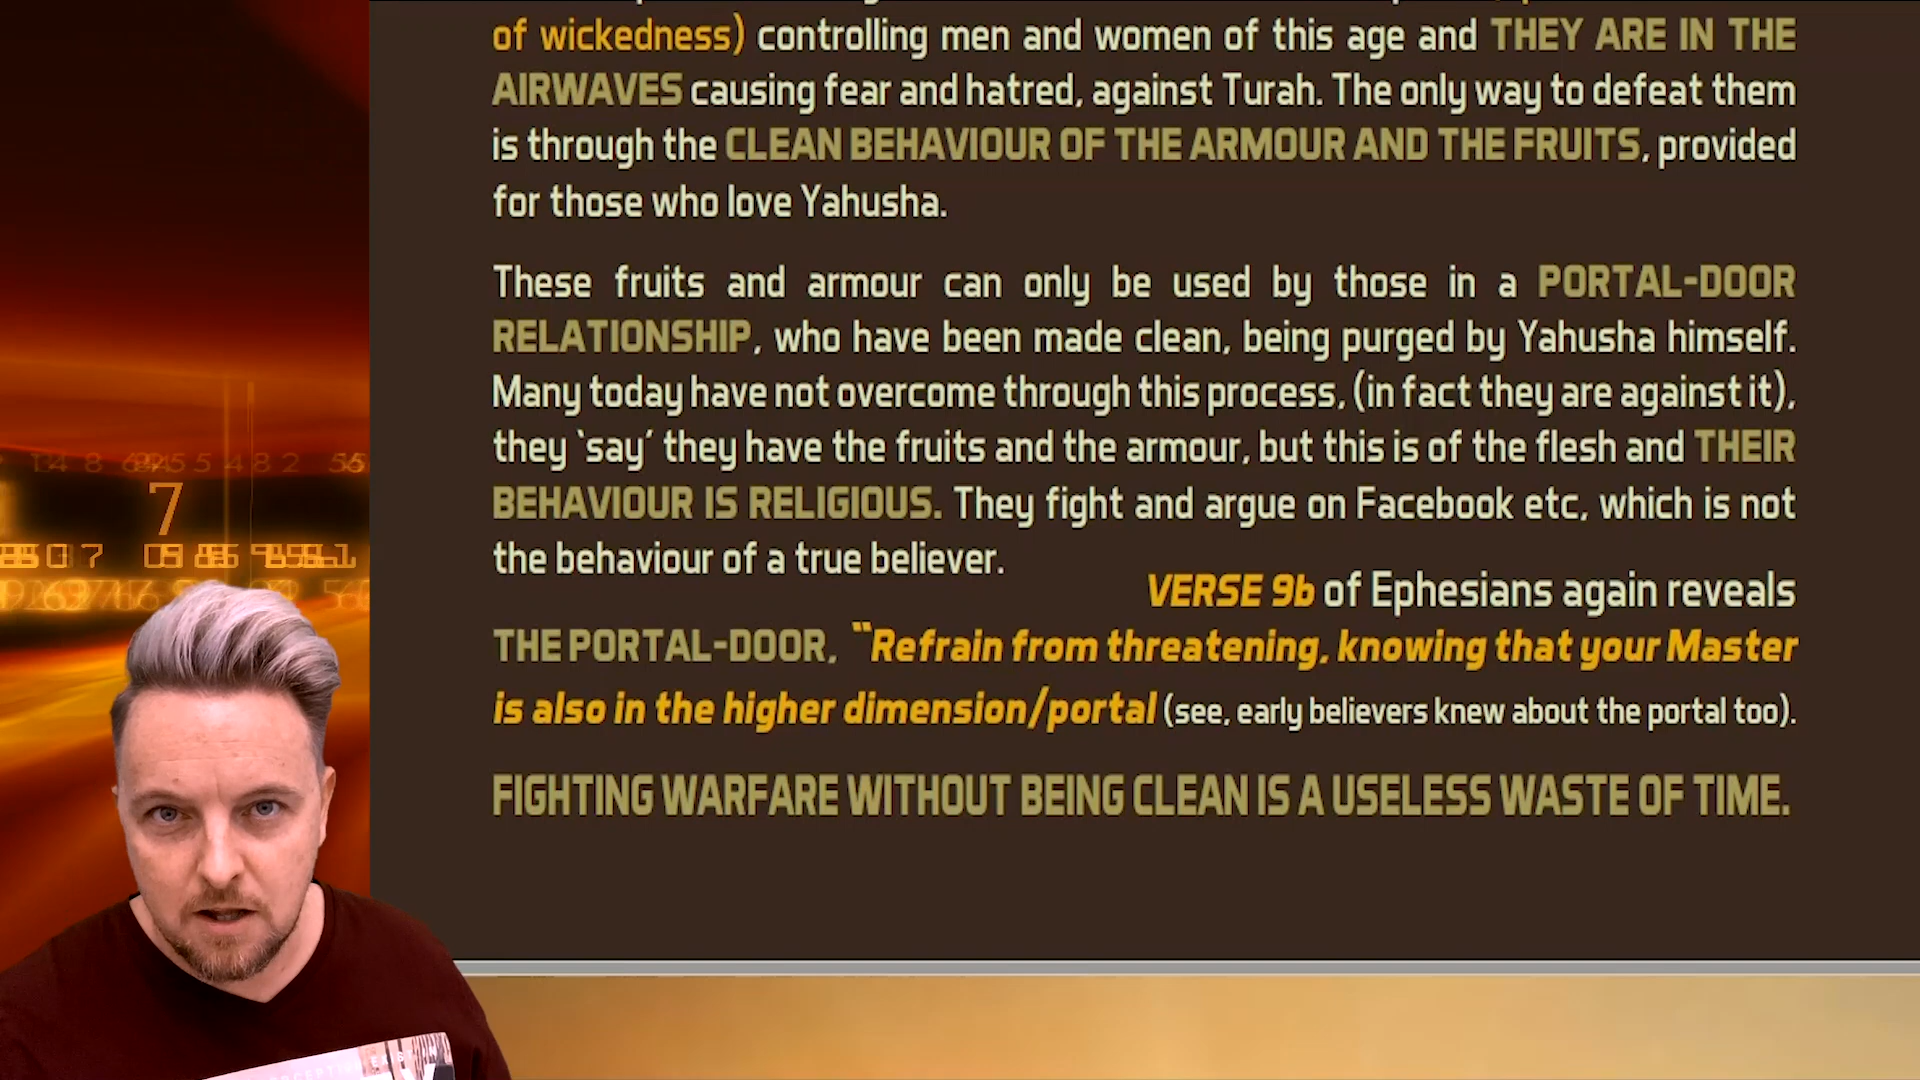 of wickedness) controlling men and women of this age and THEY ARE IN THE
AIRWAVES causing fear and hatred, against Turah. The only way to defeat them
is through the CLEAN BEHAVIOUR OF THE ARMOUR AND THE FRUITS, provided
for those who love Yahusha.
These fruits and armour can only be used by those in a PORTAL-DOOR
RELATIONSHIP, who have been made clean, being purged by Yahusha himself.
Many today have not overcome through this process, (in fact they are against it),
they ‘say’ they have the fruits and the armour, but this is of the flesh and THEIR
BEHAVIOUR IS RELIGIOUS. They fight and argue on Facebook etc, which is not
the behaviour of a true believer.
VERSE 9b of Ephesians again reveals
THE PORTAL-DOOR, “Refrain from threatening, knowing that your Master
is also in the higher dimension/portal (see, early believers knew about the portal too).
FIGHTING WARFARE WITHOUT BEING CLEAN IS A USELESS WASTE OF TIME.
7